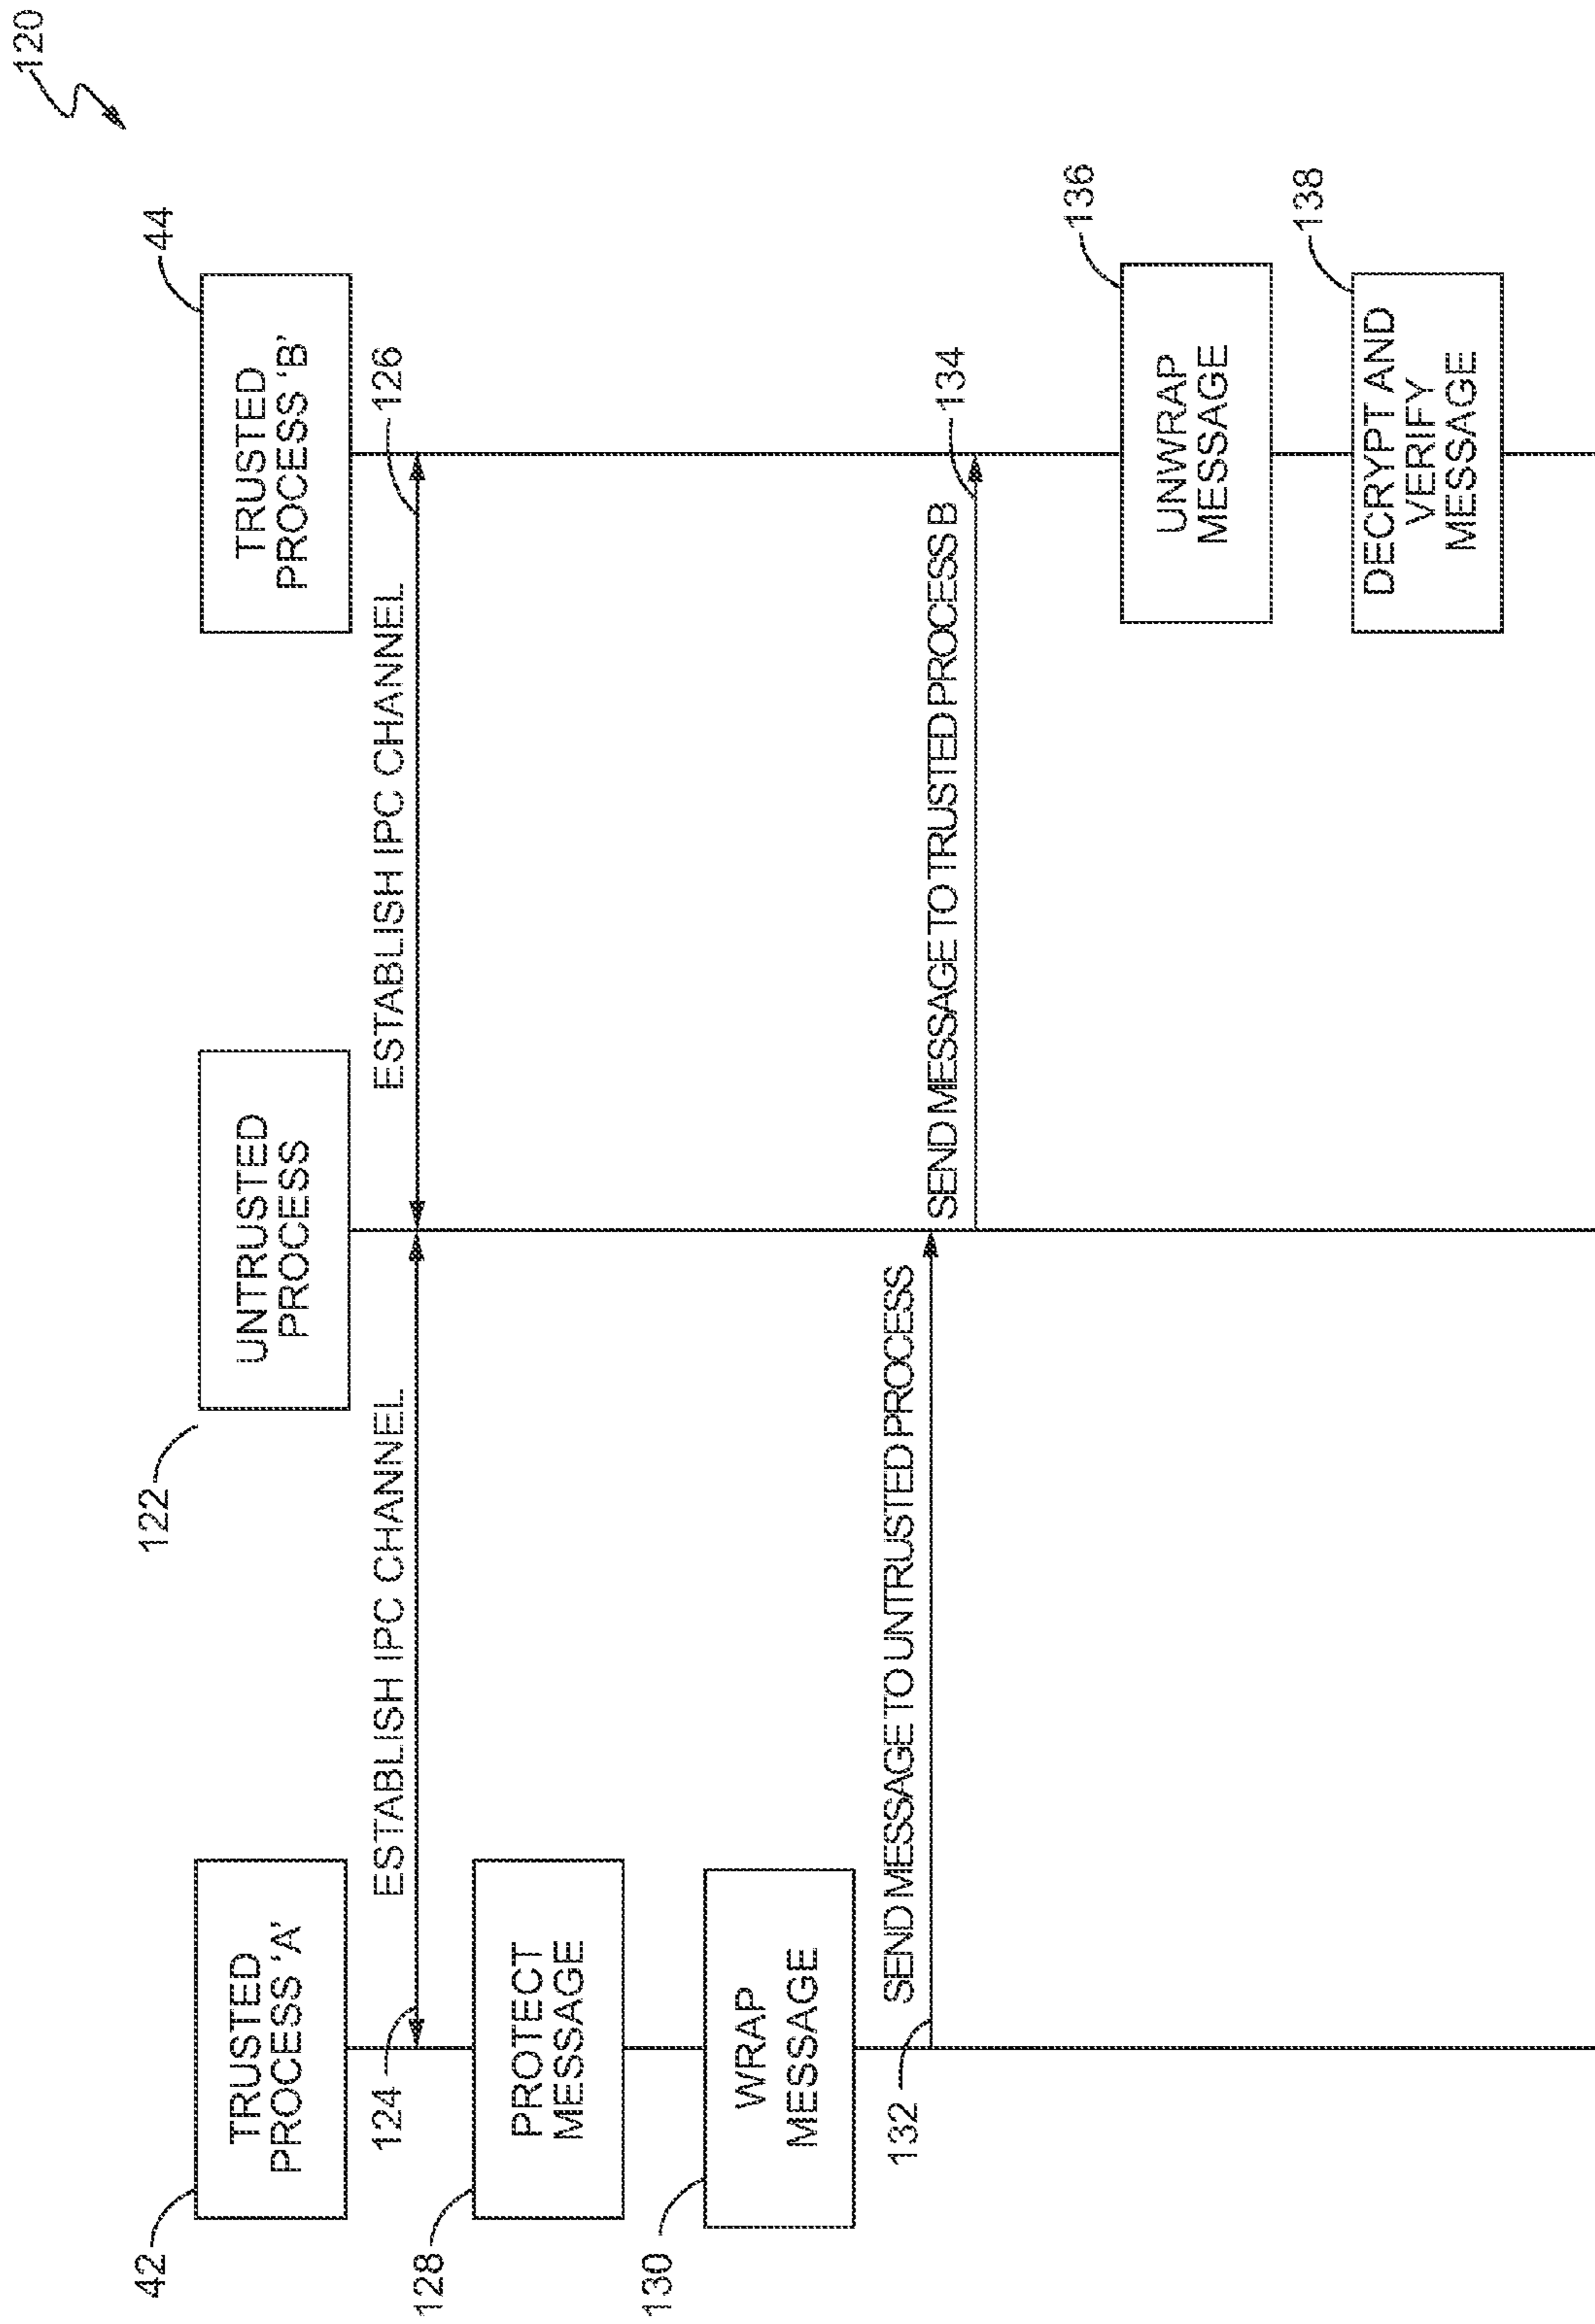 120
42
TRUSTED
PROCESS 'A'
122
UNTRUSTED
PROCESS
44
TRUSTED
PROCESS 'B'
124
ESTABLISH IPC CHANNEL
ESTABLISH IPC CHANNEL
126
128
PROTECT
MESSAGE
130
WRAP
MESSAGE
132
SEND MESSAGE TO UNTRUSTED PROCESS
SEND MESSAGE TO TRUSTED PROCESS B
134
UNWRAP
MESSAGE
136
DECRYPT AND
VERIFY
MESSAGE
138